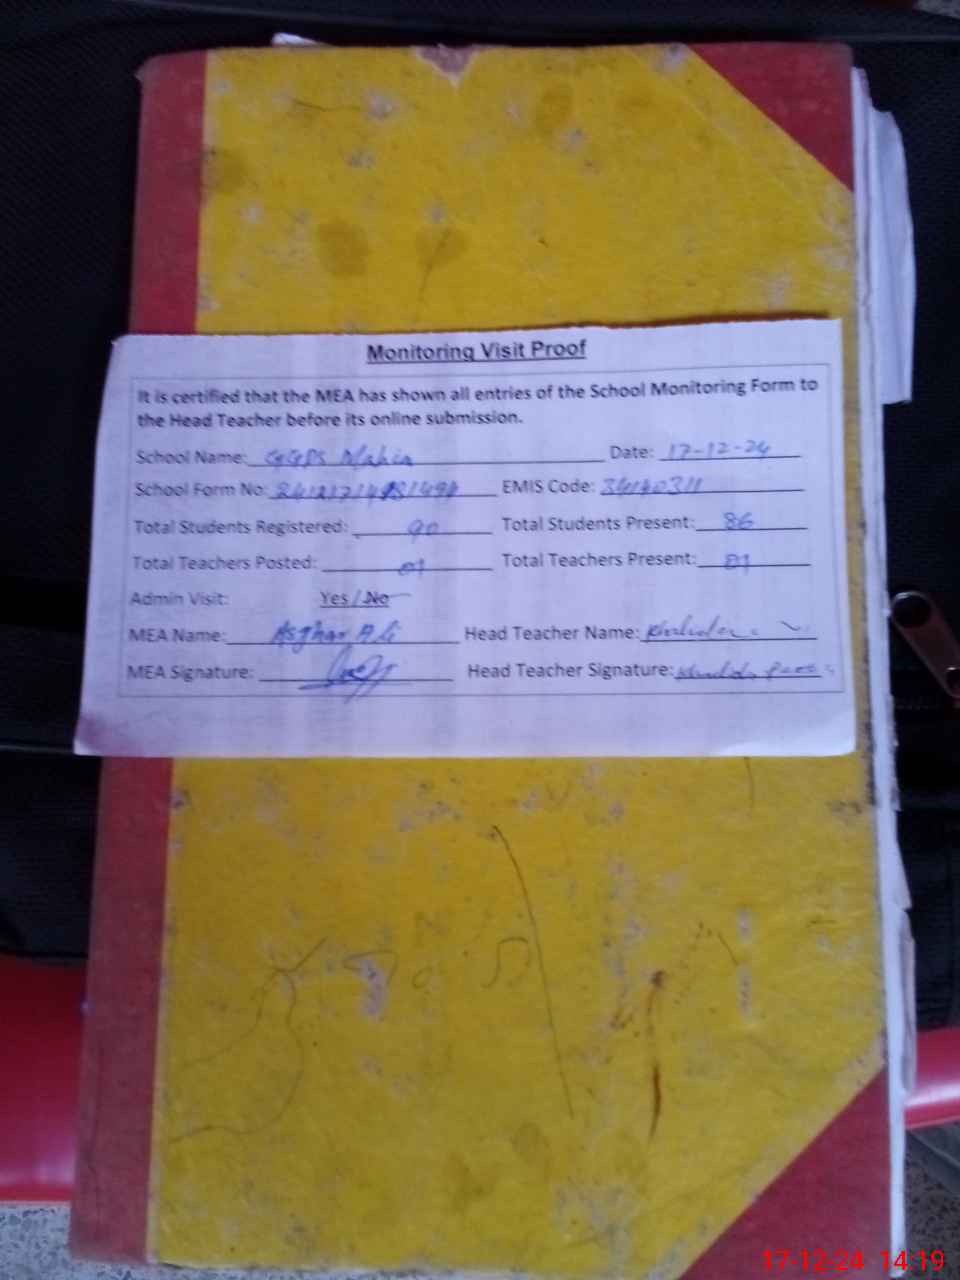 Monitoring Visit Proof
It is certified that the MEA has shown all entries of the School Monitoring Form to
the Head Teacher before its online submission.
School Name: GGPS Date: 17-12-24
School Form No: EMIS Code: 34140311
Total Students Registered: 90 Total Students Present: 86
Total Teachers Posted: 01 Total Teachers Present: 01
Admin Visit: Yes / No
MEA Name: Asghar Ali Head Teacher Name:
MEA Signature: Head Teacher Signature:
17-12-24 14:19